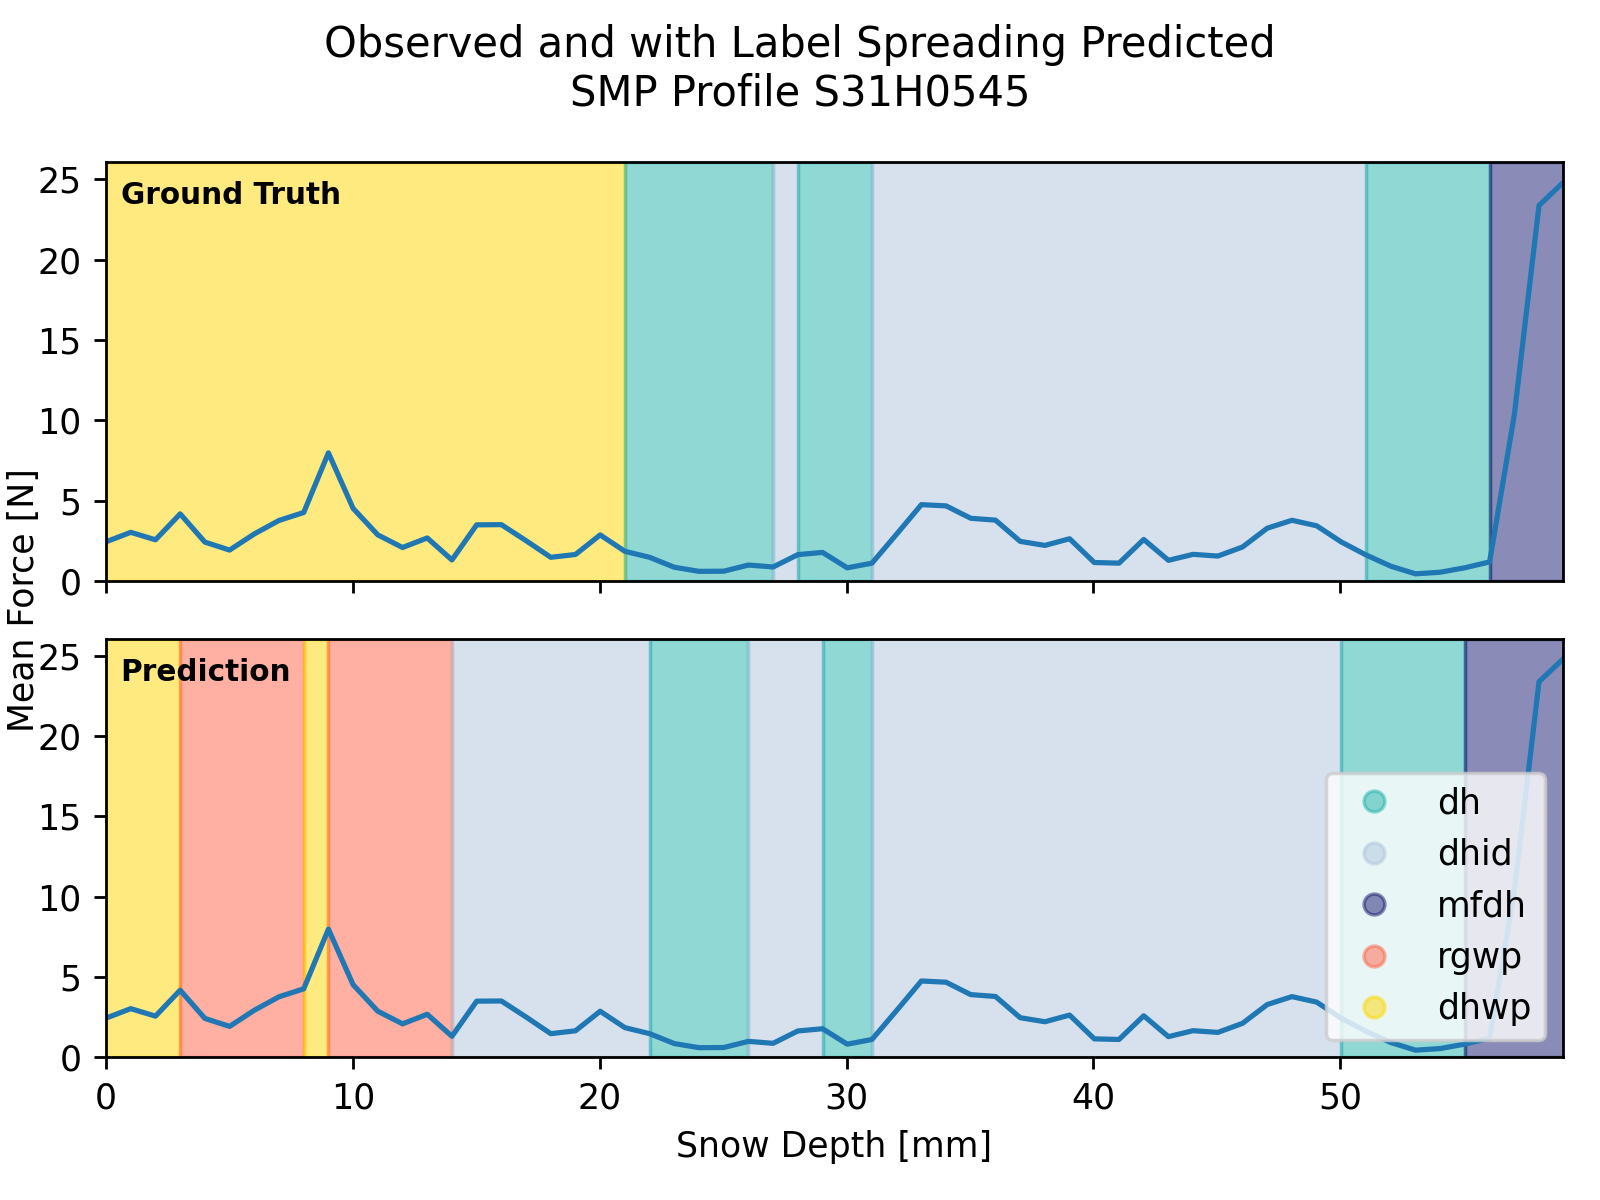 Observed and with Label Spreading Predicted
SMP Profile S31H0545
Ground Truth
25
20
15
10
5
0
Mean Force [N]
Prediction
25
20
15
10
5
0
dh
dhid
mfdh
rgwp
dhwp
0 10 20 30 40 50
Snow Depth [mm]